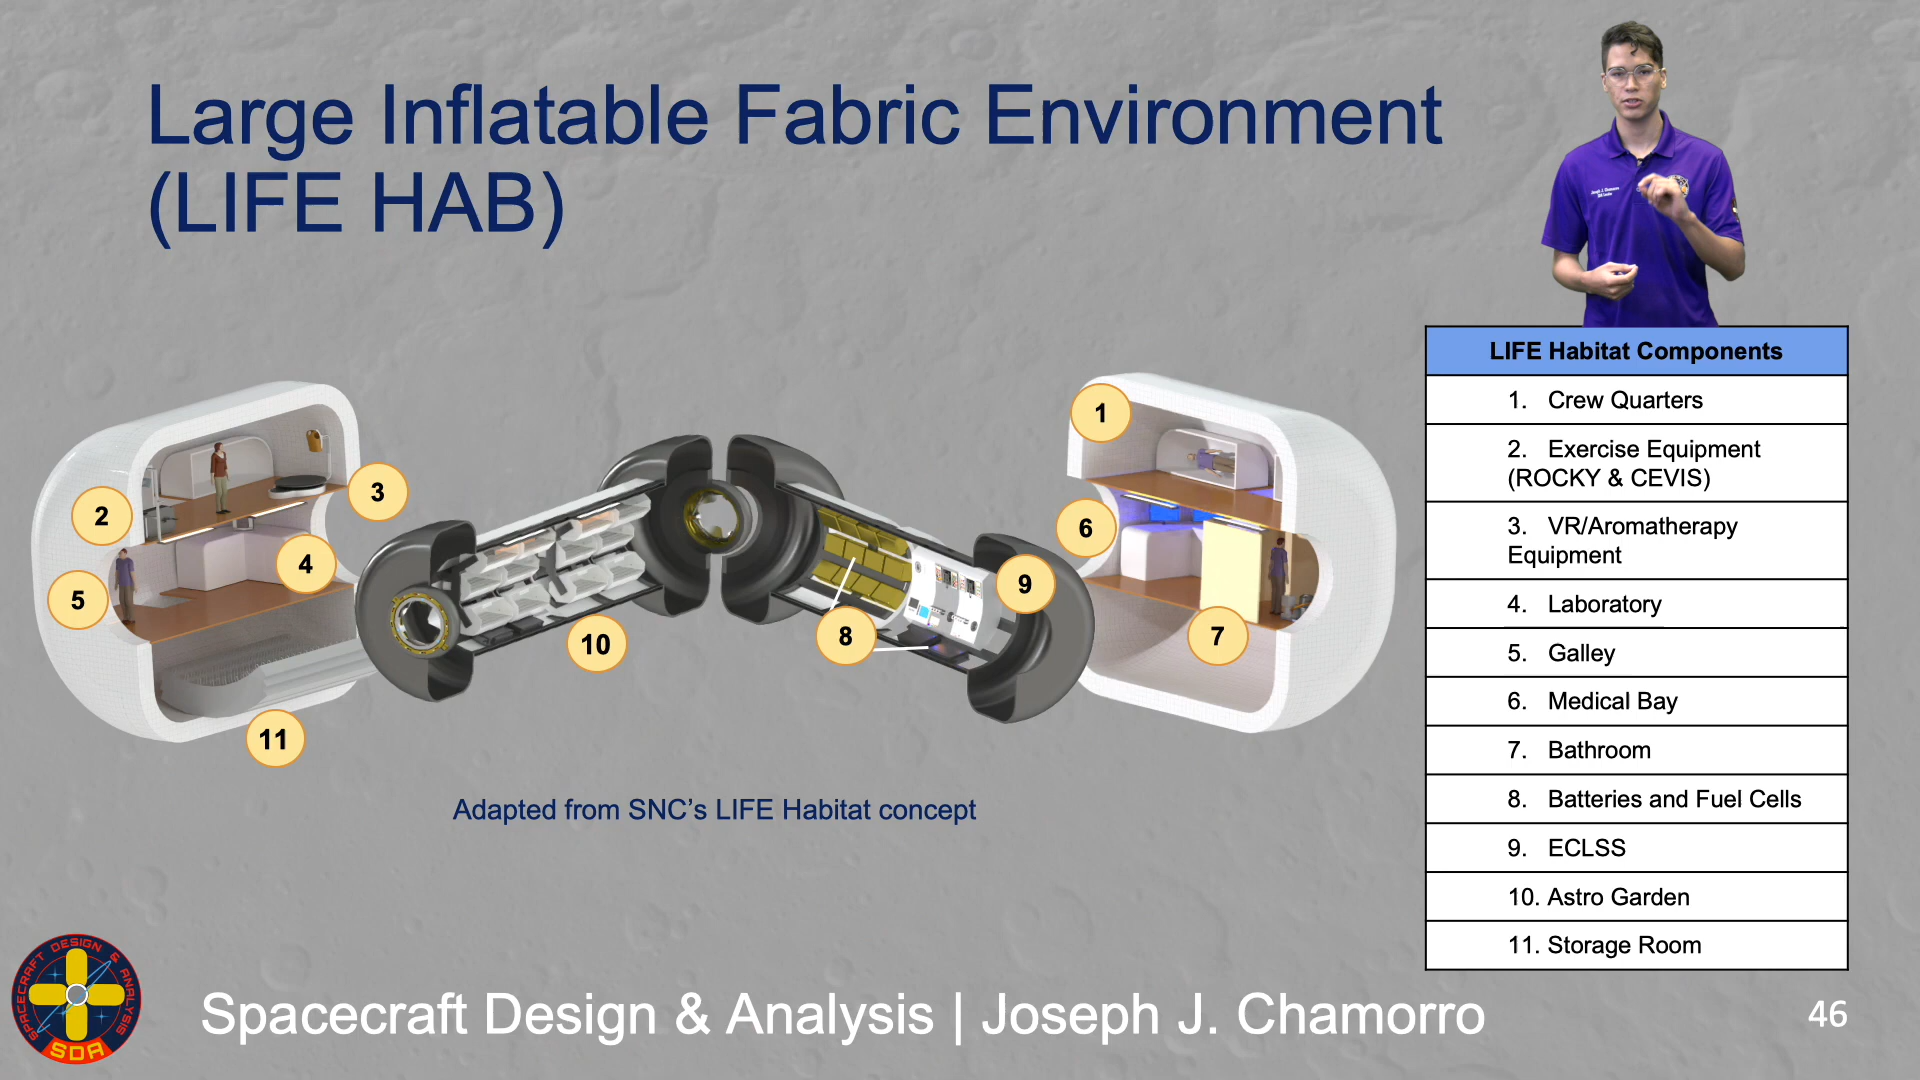 Large Inflatable Fabric Environment
(LIFE HAB)
LIFE Habitat Components
1. Crew Quarters
2. Exercise Equipment
(ROCKY & CEVIS)
3. VR/Aromatherapy
Equipment
4. Laboratory
5. Galley
6. Medical Bay
7. Bathroom
8. Batteries and Fuel Cells
9. ECLSS
10. Astro Garden
11. Storage Room
1
2
3
4
5
6
7
8
9
10
11
Adapted from SNC’s LIFE Habitat concept
SPACECRAFT DESIGN & ANALYSIS
SDA
Spacecraft Design & Analysis | Joseph J. Chamorro
46